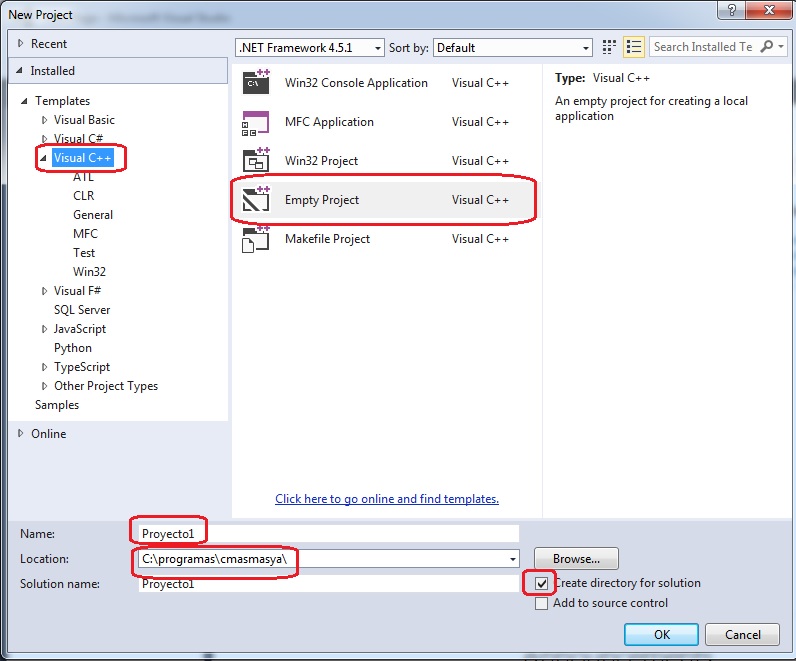 New Project
Recent
Installed
Templates
Visual Basic
Visual C#
Visual C++
ATL
CLR
General
MFC
Test
Win32
Visual F#
SQL Server
JavaScript
Python
TypeScript
Other Project Types
Samples
Online
.NET Framework 4.5.1 Sort by: Default
Search Installed Te
Win32 Console Application Visual C++
MFC Application Visual C++
Win32 Project Visual C++
Empty Project Visual C++
Makefile Project Visual C++
Click here to go online and find templates.
Type: Visual C++
An empty project for creating a local
application
Name: Proyecto1
Location: C:\programas\cmasmasya\ Browse...
Solution name: Proyecto1
Create directory for solution
Add to source control
OK Cancel